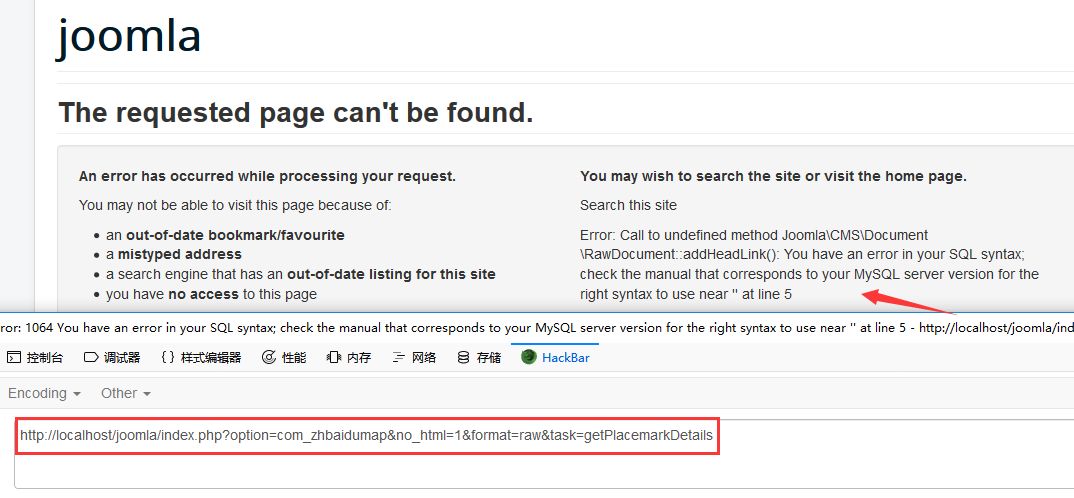 joomla
The requested page can't be found.
An error has occurred while processing your request.
You may not be able to visit this page because of:
an out-of-date bookmark/favourite
a mistyped address
a search engine that has an out-of-date listing for this site
you have no access to this page
You may wish to search the site or visit the home page.
Search this site
Error: Call to undefined method Joomla\CMS\Document
\RawDocument::addHeadLink(): You have an error in your SQL syntax;
check the manual that corresponds to your MySQL server version for the
right syntax to use near '' at line 5
ror: 1064 You have an error in your SQL syntax; check the manual that corresponds to your MySQL server version for the right syntax to use near '' at line 5 - http://localhost/joomla/ind
控制台 调试器 { } 样式编辑器 性能 内存 网络 存储 HackBar
Encoding Other
http://localhost/joomla/index.php?option=com_zhbaidumap&no_html=1&format=raw&task=getPlacemarkDetails